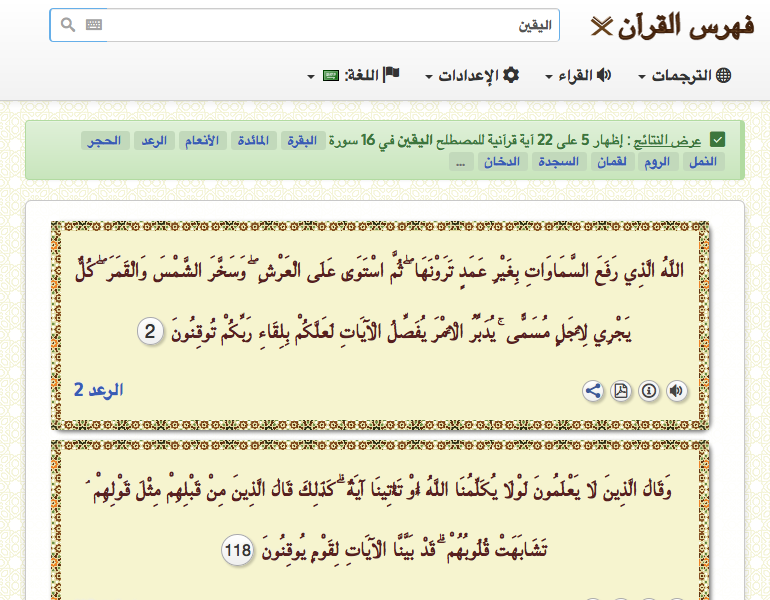 فهرس القرآن
اليقين
الترجمات
القراء
الإعدادات
اللغة:
عرض النتائج : إظهار 5 على 22 آية قرآنية للمصطلح اليقين في 16 سورة البقرة المائدة الأنعام الرعد الحجر
النمل الروم لقمان السجدة الدخان ...
اللَّهُ الَّذِي رَفَعَ السَّمَاوَاتِ بِغَيْرِ عَمَدٍ تَرَوْنَهَا ۖ ثُمَّ اسْتَوَىٰ عَلَى الْعَرْشِ ۖ وَسَخَّرَ الشَّمْسَ وَالْقَمَرَ ۖ كُلٌّ
يَجْرِي لِأَجَلٍ مُسَمًّى ۚ يُدَبِّرُ الْأَمْرَ يُفَصِّلُ الْآيَاتِ لَعَلَّكُمْ بِلِقَاءِ رَبِّكُمْ تُوقِنُونَ 2
الرعد 2
وَقَالَ الَّذِينَ لَا يَعْلَمُونَ لَوْلَا يُكَلِّمُنَا اللَّهُ أَوْ تَأْتِينَا آيَةٌ ۗ كَذَٰلِكَ قَالَ الَّذِينَ مِنْ قَبْلِهِمْ مِثْلَ قَوْلِهِمْ ۘ
تَشَابَهَتْ قُلُوبُهُمْ ۗ قَدْ بَيَّنَّا الْآيَاتِ لِقَوْمٍ يُوقِنُونَ 118